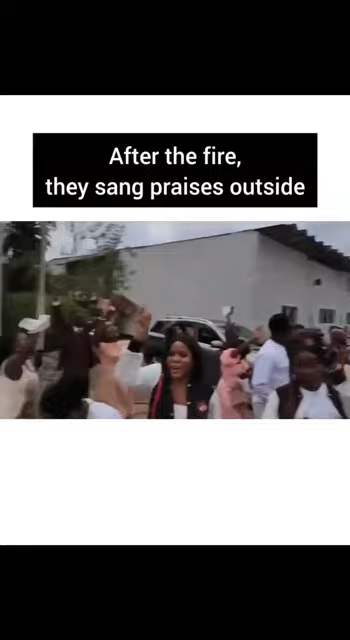 After the fire,
they sang praises outside